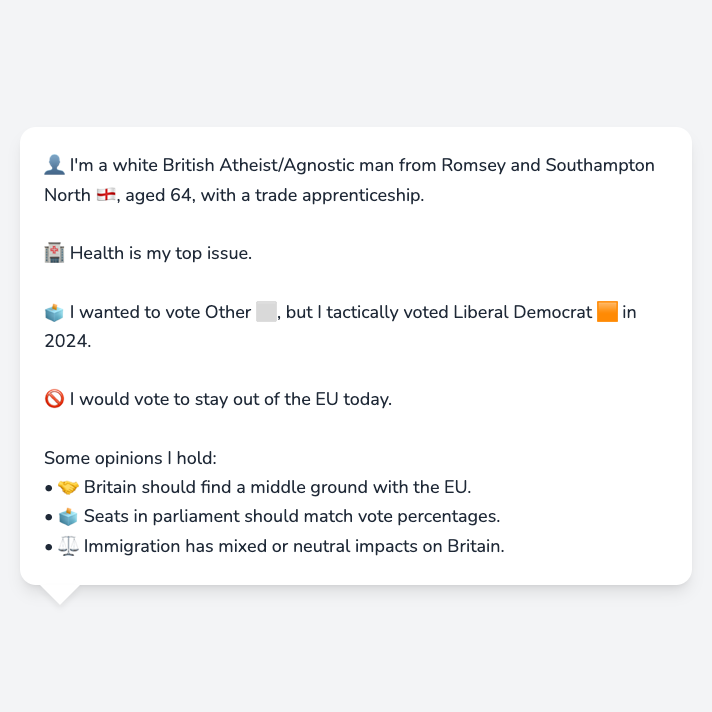 👤 I'm a white British Atheist/Agnostic man from Romsey and Southampton
North 🏴󠁧󠁢󠁥󠁮󠁧󠁿, aged 64, with a trade apprenticeship.
🏥 Health is my top issue.
🗳️ I wanted to vote Other ⬜, but I tactically voted Liberal Democrat 🟧 in
2024.
🚫 I would vote to stay out of the EU today.
Some opinions I hold:
• 🤝 Britain should find a middle ground with the EU.
• 🗳️ Seats in parliament should match vote percentages.
• ⚖️ Immigration has mixed or neutral impacts on Britain.